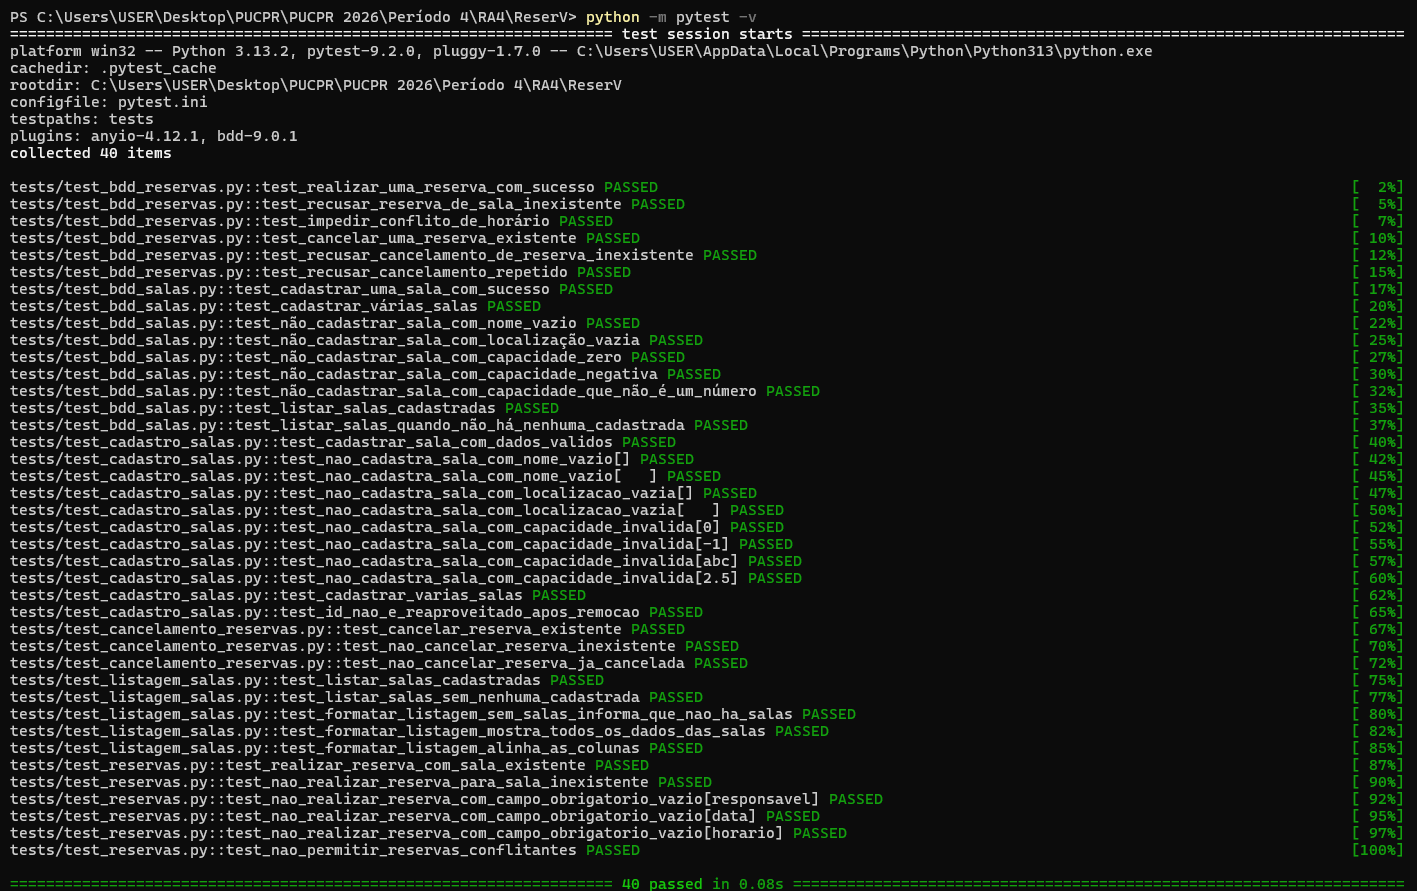 PS C:\Users\USER\Desktop\PUCPR\PUCPR 2026\Período 4\RA4\ReserV> python -m pytest -v
=================================================================== test session starts ===================================================================
platform win32 -- Python 3.13.2, pytest-9.2.0, pluggy-1.7.0 -- C:\Users\USER\AppData\Local\Programs\Python\Python313\python.exe
cachedir: .pytest_cache
rootdir: C:\Users\USER\Desktop\PUCPR\PUCPR 2026\Período 4\RA4\ReserV
configfile: pytest.ini
testpaths: tests
plugins: anyio-4.12.1, bdd-9.0.1
collected 40 items
tests/test_bdd_reservas.py::test_realizar_uma_reserva_com_sucesso PASSED [  2%]
tests/test_bdd_reservas.py::test_recusar_reserva_de_sala_inexistente PASSED [  5%]
tests/test_bdd_reservas.py::test_impedir_conflito_de_horário PASSED [  7%]
tests/test_bdd_reservas.py::test_cancelar_uma_reserva_existente PASSED [ 10%]
tests/test_bdd_reservas.py::test_recusar_cancelamento_de_reserva_inexistente PASSED [ 12%]
tests/test_bdd_reservas.py::test_recusar_cancelamento_repetido PASSED [ 15%]
tests/test_bdd_salas.py::test_cadastrar_uma_sala_com_sucesso PASSED [ 17%]
tests/test_bdd_salas.py::test_cadastrar_várias_salas PASSED [ 20%]
tests/test_bdd_salas.py::test_não_cadastrar_sala_com_nome_vazio PASSED [ 22%]
tests/test_bdd_salas.py::test_não_cadastrar_sala_com_localização_vazia PASSED [ 25%]
tests/test_bdd_salas.py::test_não_cadastrar_sala_com_capacidade_zero PASSED [ 27%]
tests/test_bdd_salas.py::test_não_cadastrar_sala_com_capacidade_negativa PASSED [ 30%]
tests/test_bdd_salas.py::test_não_cadastrar_sala_com_capacidade_que_não_é_um_número PASSED [ 32%]
tests/test_bdd_salas.py::test_listar_salas_cadastradas PASSED [ 35%]
tests/test_bdd_salas.py::test_listar_salas_quando_não_há_nenhuma_cadastrada PASSED [ 37%]
tests/test_cadastro_salas.py::test_cadastrar_sala_com_dados_validos PASSED [ 40%]
tests/test_cadastro_salas.py::test_nao_cadastra_sala_com_nome_vazio[] PASSED [ 42%]
tests/test_cadastro_salas.py::test_nao_cadastra_sala_com_nome_vazio[   ] PASSED [ 45%]
tests/test_cadastro_salas.py::test_nao_cadastra_sala_com_localizacao_vazia[] PASSED [ 47%]
tests/test_cadastro_salas.py::test_nao_cadastra_sala_com_localizacao_vazia[   ] PASSED [ 50%]
tests/test_cadastro_salas.py::test_nao_cadastra_sala_com_capacidade_invalida[0] PASSED [ 52%]
tests/test_cadastro_salas.py::test_nao_cadastra_sala_com_capacidade_invalida[-1] PASSED [ 55%]
tests/test_cadastro_salas.py::test_nao_cadastra_sala_com_capacidade_invalida[abc] PASSED [ 57%]
tests/test_cadastro_salas.py::test_nao_cadastra_sala_com_capacidade_invalida[2.5] PASSED [ 60%]
tests/test_cadastro_salas.py::test_cadastrar_varias_salas PASSED [ 62%]
tests/test_cadastro_salas.py::test_id_nao_e_reaproveitado_apos_remocao PASSED [ 65%]
tests/test_cancelamento_reservas.py::test_cancelar_reserva_existente PASSED [ 67%]
tests/test_cancelamento_reservas.py::test_nao_cancelar_reserva_inexistente PASSED [ 70%]
tests/test_cancelamento_reservas.py::test_nao_cancelar_reserva_ja_cancelada PASSED [ 72%]
tests/test_listagem_salas.py::test_listar_salas_cadastradas PASSED [ 75%]
tests/test_listagem_salas.py::test_listar_salas_sem_nenhuma_cadastrada PASSED [ 77%]
tests/test_listagem_salas.py::test_formatar_listagem_sem_salas_informa_que_nao_ha_salas PASSED [ 80%]
tests/test_listagem_salas.py::test_formatar_listagem_mostra_todos_os_dados_das_salas PASSED [ 82%]
tests/test_listagem_salas.py::test_formatar_listagem_alinha_as_colunas PASSED [ 85%]
tests/test_reservas.py::test_realizar_reserva_com_sala_existente PASSED [ 87%]
tests/test_reservas.py::test_nao_realizar_reserva_para_sala_inexistente PASSED [ 90%]
tests/test_reservas.py::test_nao_realizar_reserva_com_campo_obrigatorio_vazio[responsavel] PASSED [ 92%]
tests/test_reservas.py::test_nao_realizar_reserva_com_campo_obrigatorio_vazio[data] PASSED [ 95%]
tests/test_reservas.py::test_nao_realizar_reserva_com_campo_obrigatorio_vazio[horario] PASSED [ 97%]
tests/test_reservas.py::test_nao_permitir_reservas_conflitantes PASSED [100%]
=================================================================== 40 passed in 0.08s ====================================================================